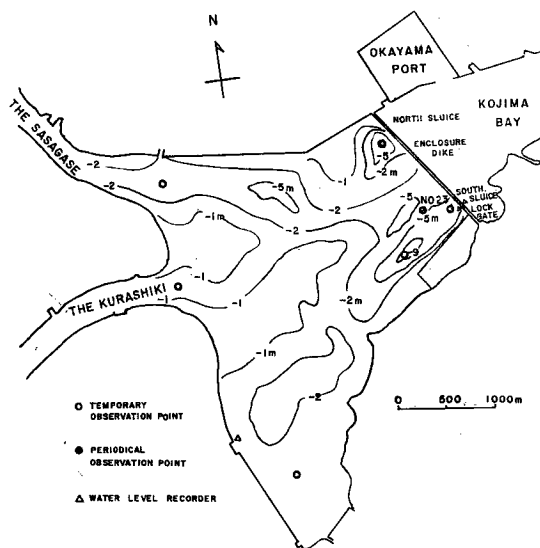 N
OKAYAMA
PORT
KOJIMA
BAY
NORTH SLUICE
ENCLOSURE
DIKE
THE SASAGASE
-2
-2
-5
-2m
-1
-5m
-2
-2
-5
NO23
-5m
SOUTH.
SLUICE
LOCK
GATE
-1m
-9
-1
-1
-1
THE KURASHIKI
-2m
-1m
-2
0 500 1000m
TEMPORARY
OBSERVATION POINT
PERIODICAL
OBSERVATION POINT
WATER LEVEL RECORDER